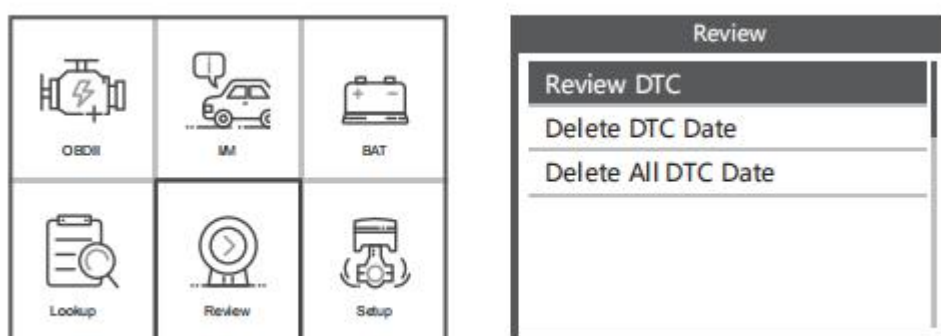 OBDII
I/M
BAT
Lookup
Review
Setup
Review
Review DTC
Delete DTC Date
Delete All DTC Date